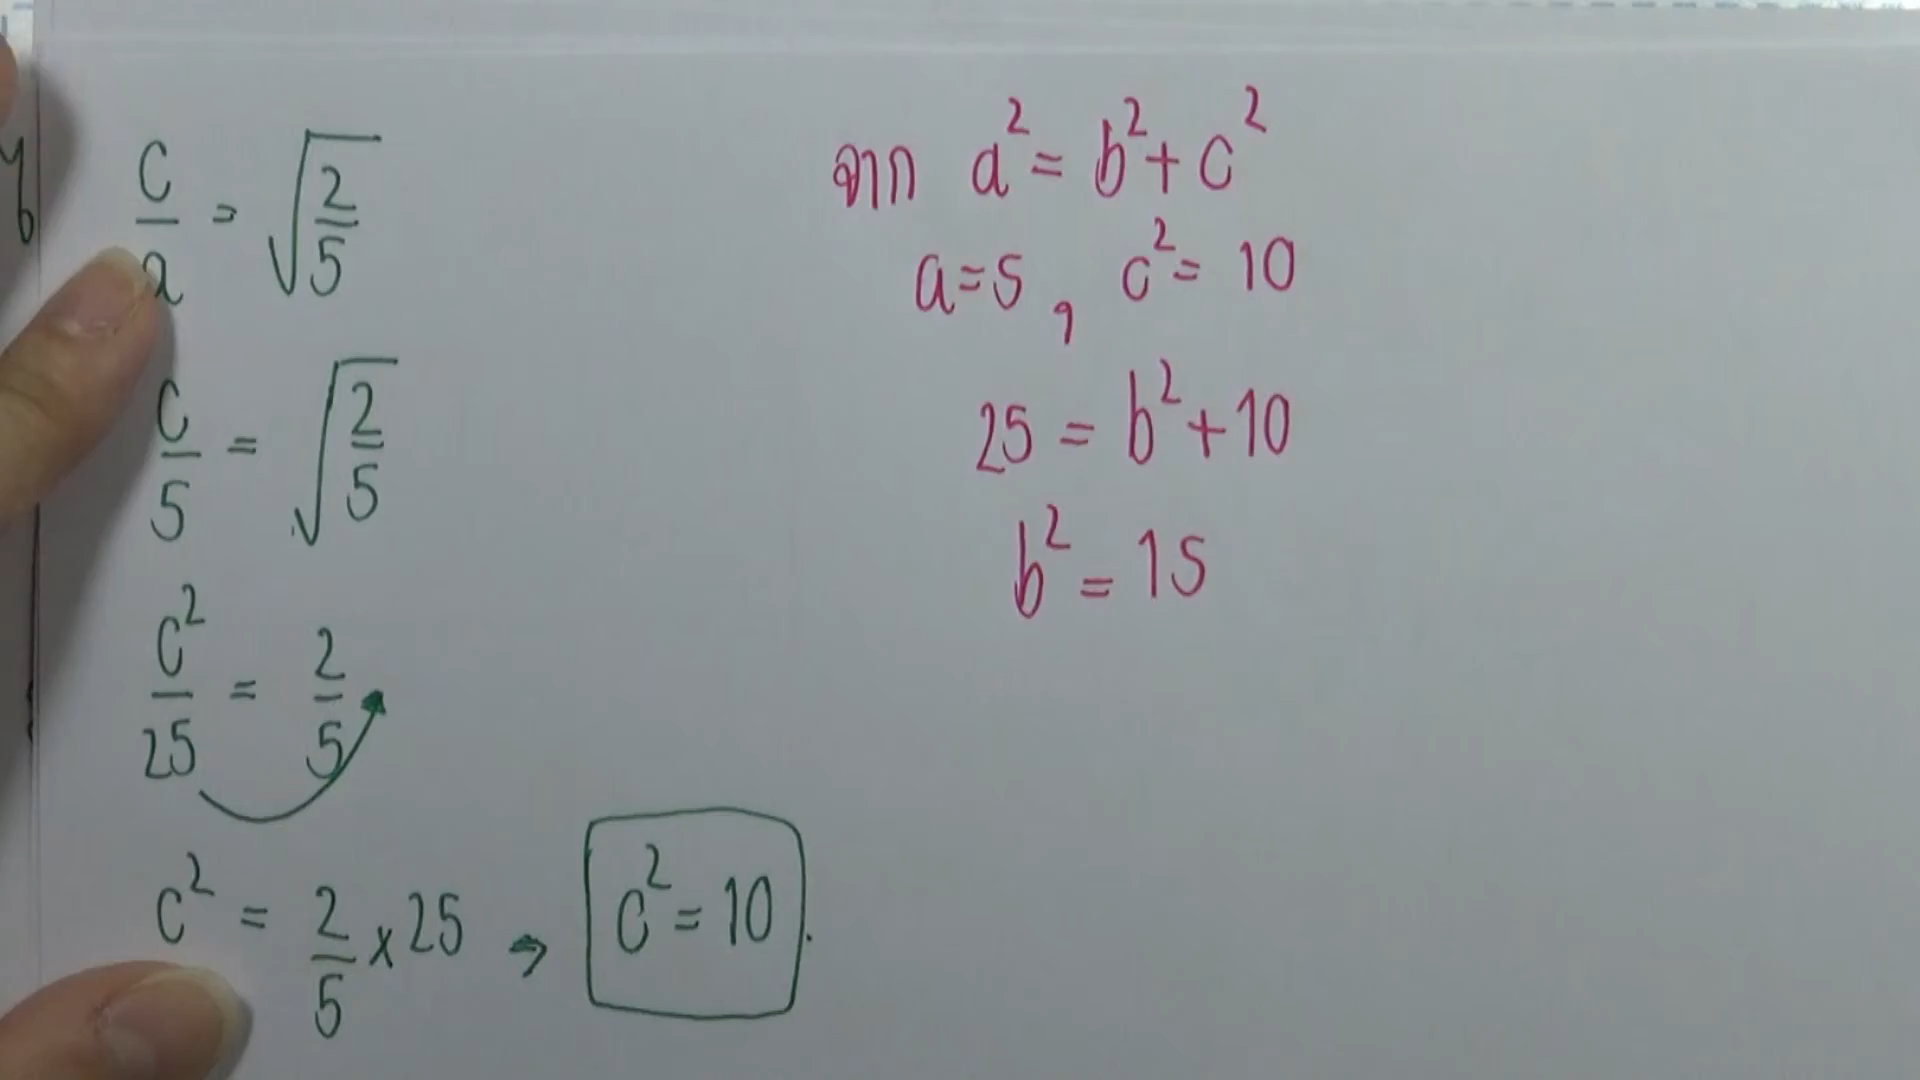 c/a = √(2/5)
c/5 = √(2/5)
c²/25 = 2/5
c² = 2/5 × 25 → c² = 10.
จาก a² = b² + c²
a = 5 , c² = 10
25 = b² + 10
b² = 15